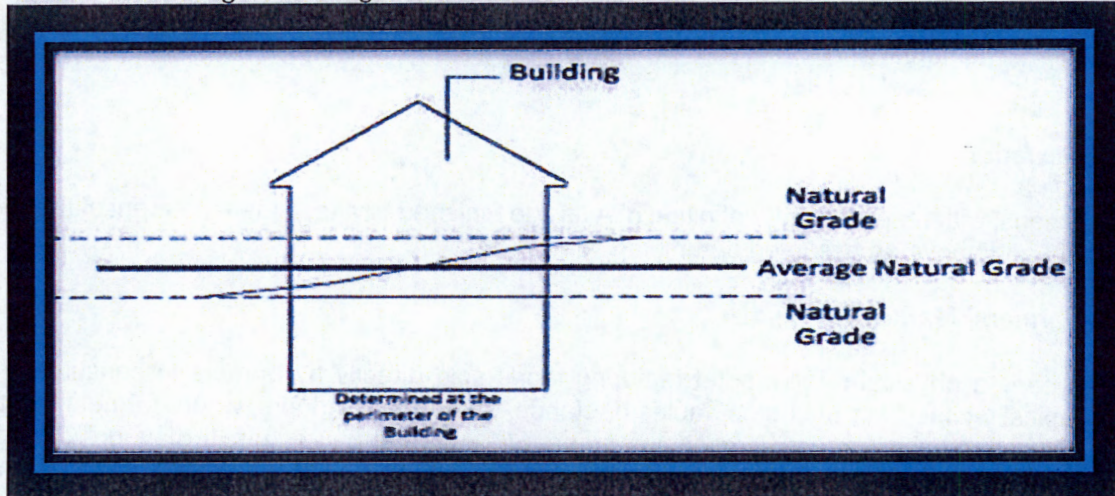 Building
Natural
Grade
Average Natural Grade
Natural
Grade
Determined at the
perimeter of the
Building